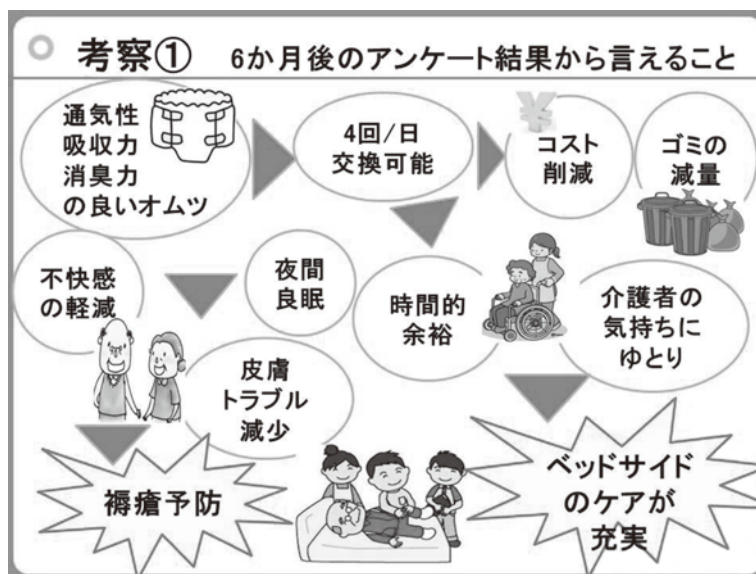 考察① 6か月後のアンケート結果から言えること
通気性
吸収力
消臭力
の良いオムツ
4回/日
交換可能
¥
コスト
削減
ゴミの
減量
不快感
の軽減
夜間
良眠
皮膚
トラブル
減少
時間的
余裕
介護者の
気持ちに
ゆとり
褥瘡予防
ベッドサイド
のケアが
充実